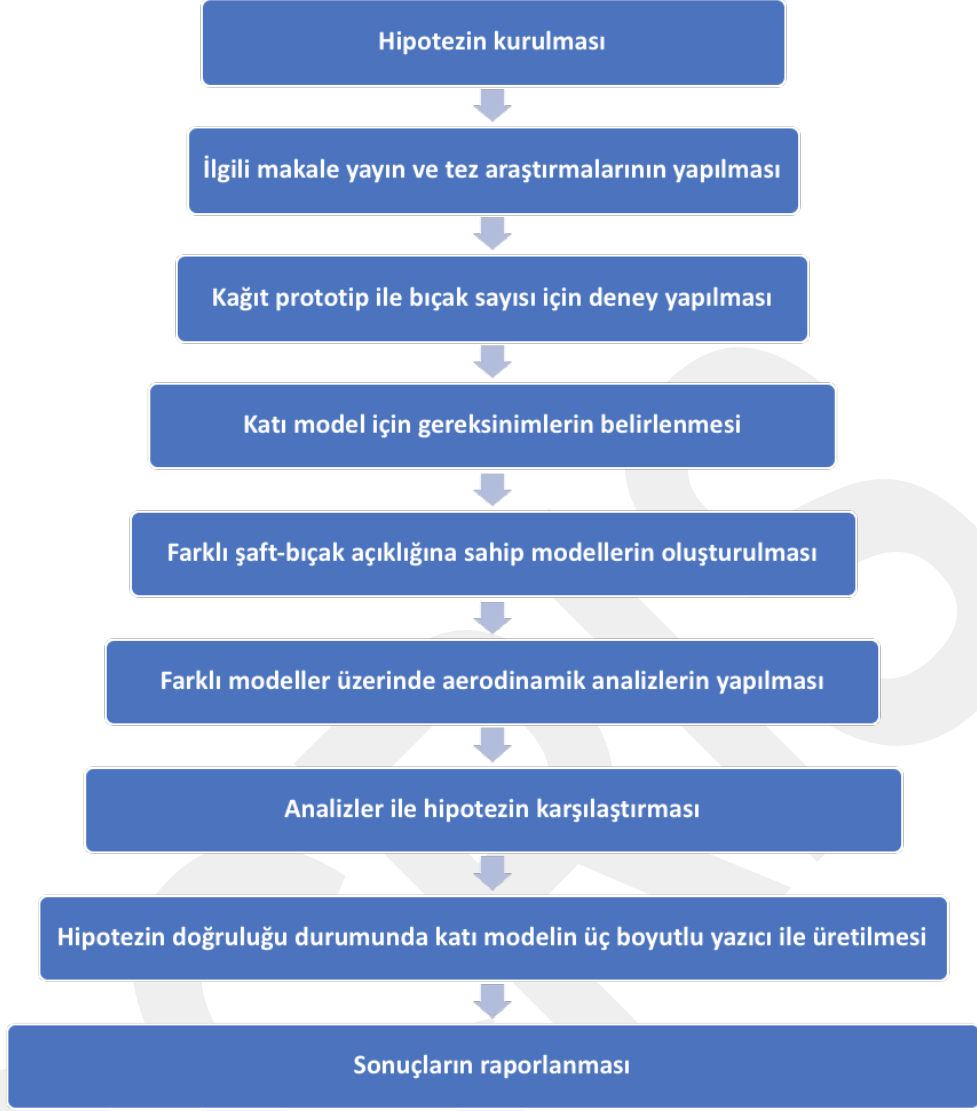 Hipotezin kurulması
İlgili makale yayın ve tez araştırmalarının yapılması
Kağıt prototip ile bıçak sayısı için deney yapılması
Katı model için gereksinimlerin belirlenmesi
Farklı şaft-bıçak açıklığına sahip modellerin oluşturulması
Farklı modeller üzerinde aerodinamik analizlerin yapılması
Analizler ile hipotezin karşılaştırması
Hipotezin doğruluğu durumunda katı modelin üç boyutlu yazıcı ile üretilmesi
Sonuçların raporlanması